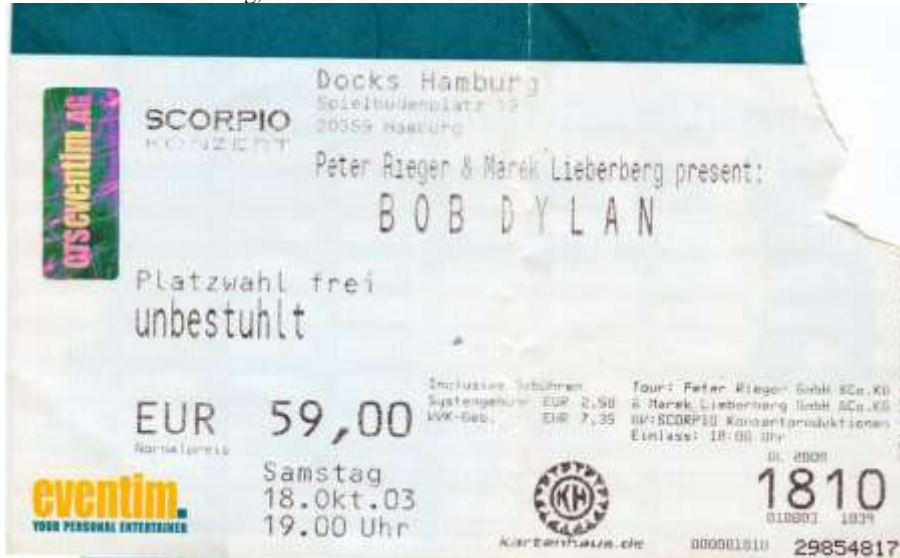 Docks Hamburg
Spielbudenplatz 19
20359 Hamburg
cts eventim.AG
SCORPIO
KONZERT
Peter Rieger & Marek Lieberberg present:
BOB DYLAN
Platzwahl frei
unbestuhlt
EUR 59,00
Normalpreis
Inclusive Gebühren
Systemgebühr EUR 2,50
VVK-Geb. EUR 7,35
Tour: Peter Rieger GmbH &Co.KG
& Marek Lieberberg GmbH &Co.KG
ÖV:SCORPIO Konzertproduktionen
Einlass: 18:00 Uhr
eventim.
YOUR PERSONAL ENTERTAINER
Samstag
18.Okt.03
19.00 Uhr
KH
kartenhaus.de
1810
000001810 29854817